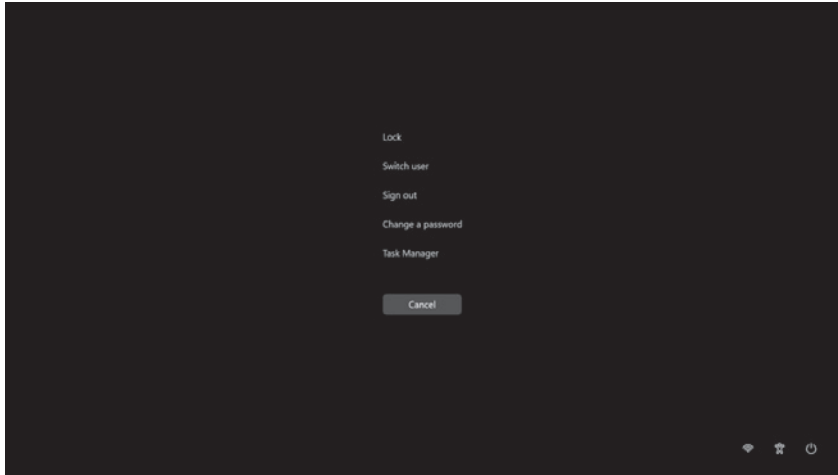 Lock
Switch user
Sign out
Change a password
Task Manager
Cancel